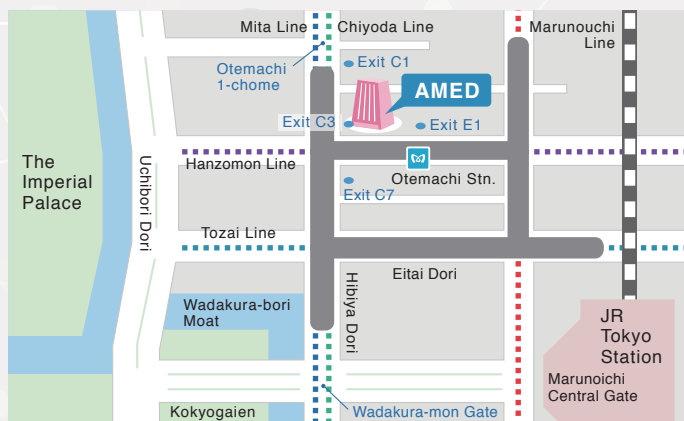 Mita Line
Chiyoda Line
Marunouchi
Line
Otemachi
1-chome
Exit C1
AMED
Exit C3
Exit E1
The
Imperial
Palace
Uchibori Dori
Hanzomon Line
Otemachi Stn.
Exit C7
Tozai Line
Eitai Dori
Hibiya Dori
Wadakura-bori
Moat
JR
Tokyo
Station
Marunoichi
Central Gate
Kokyogaien
Wadakura-mon Gate